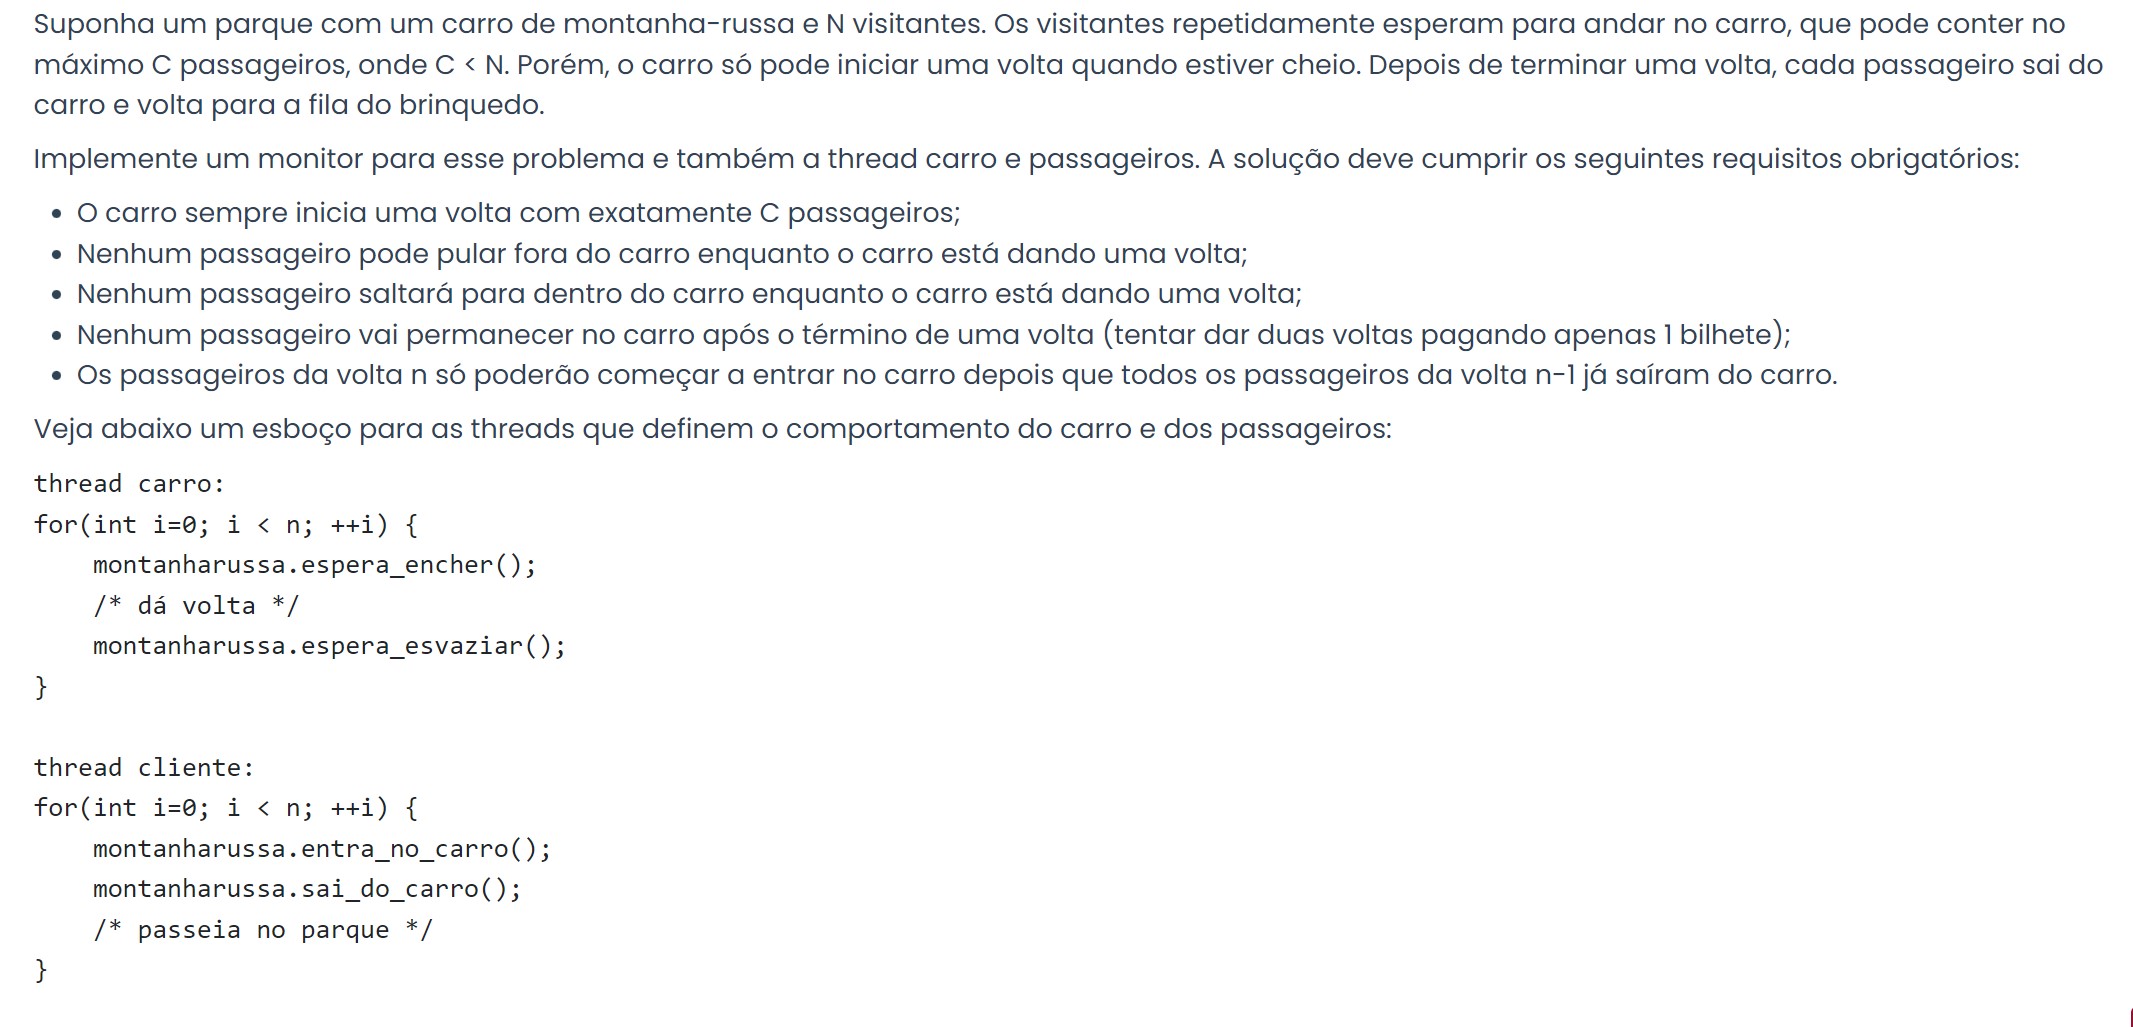 Suponha um parque com um carro de montanha-russa e N visitantes. Os visitantes repetidamente esperam para andar no carro, que pode conter no
máximo C passageiros, onde C < N. Porém, o carro só pode iniciar uma volta quando estiver cheio. Depois de terminar uma volta, cada passageiro sai do
carro e volta para a fila do brinquedo.
Implemente um monitor para esse problema e também a thread carro e passageiros. A solução deve cumprir os seguintes requisitos obrigatórios:
• O carro sempre inicia uma volta com exatamente C passageiros;
• Nenhum passageiro pode pular fora do carro enquanto o carro está dando uma volta;
• Nenhum passageiro saltará para dentro do carro enquanto o carro está dando uma volta;
• Nenhum passageiro vai permanecer no carro após o término de uma volta (tentar dar duas voltas pagando apenas 1 bilhete);
• Os passageiros da volta n só poderão começar a entrar no carro depois que todos os passageiros da volta n-1 já saíram do carro.
Veja abaixo um esboço para as threads que definem o comportamento do carro e dos passageiros:
thread carro:
for(int i=0; i < n; ++i) {
    montanharussa.espera_encher();
    /* dá volta */
    montanharussa.espera_esvaziar();
}
thread cliente:
for(int i=0; i < n; ++i) {
    montanharussa.entra_no_carro();
    montanharussa.sai_do_carro();
    /* passeia no parque */
}